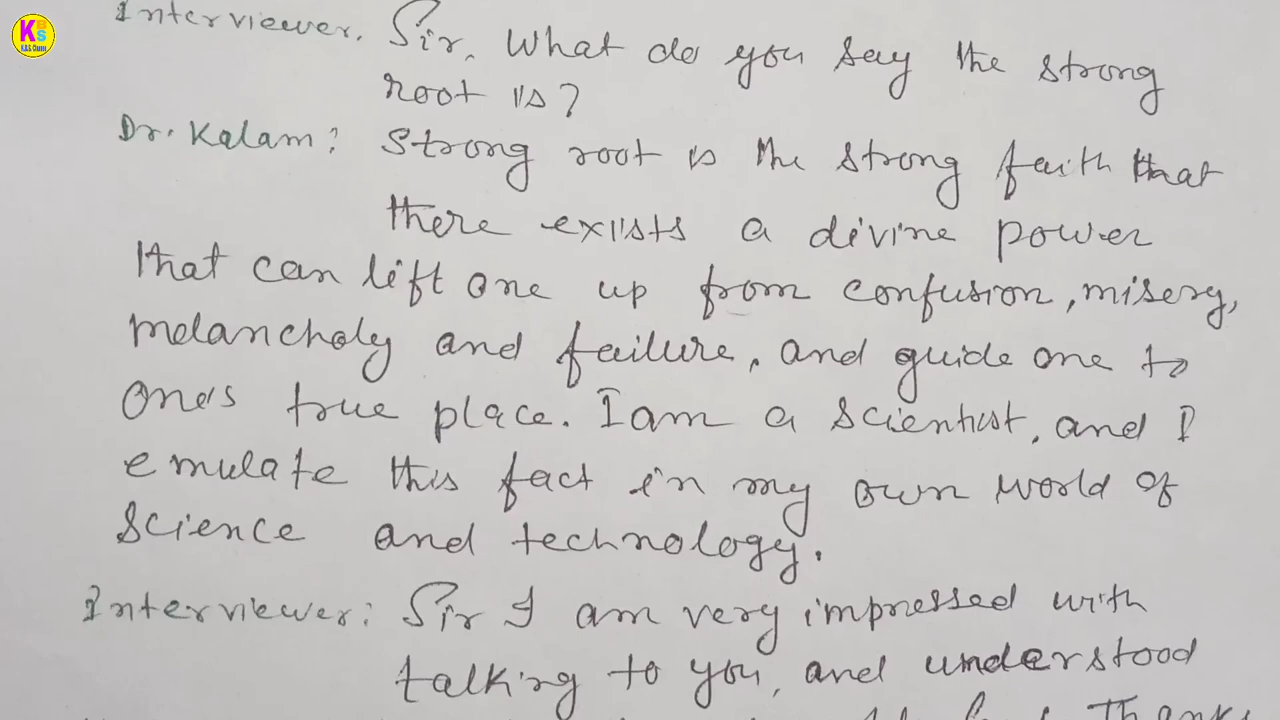 KBS
K.B.S Classes
Interviewer. Sir, What do you say the strong
root is?
Dr. Kalam: Strong root is the strong faith that
there exists a divine power
that can lift one up from confusion, misery,
melancholy and failure, and guide one to
one's true place. I am a scientist, and I
emulate this fact in my own world of
science and technology.
Interviewer: Sir I am very impressed with
talking to you, and understood
Thanks